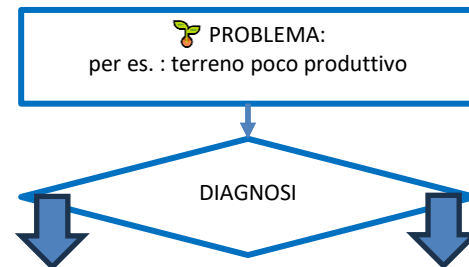 🌱 PROBLEMA:
per es. : terreno poco produttivo
DIAGNOSI